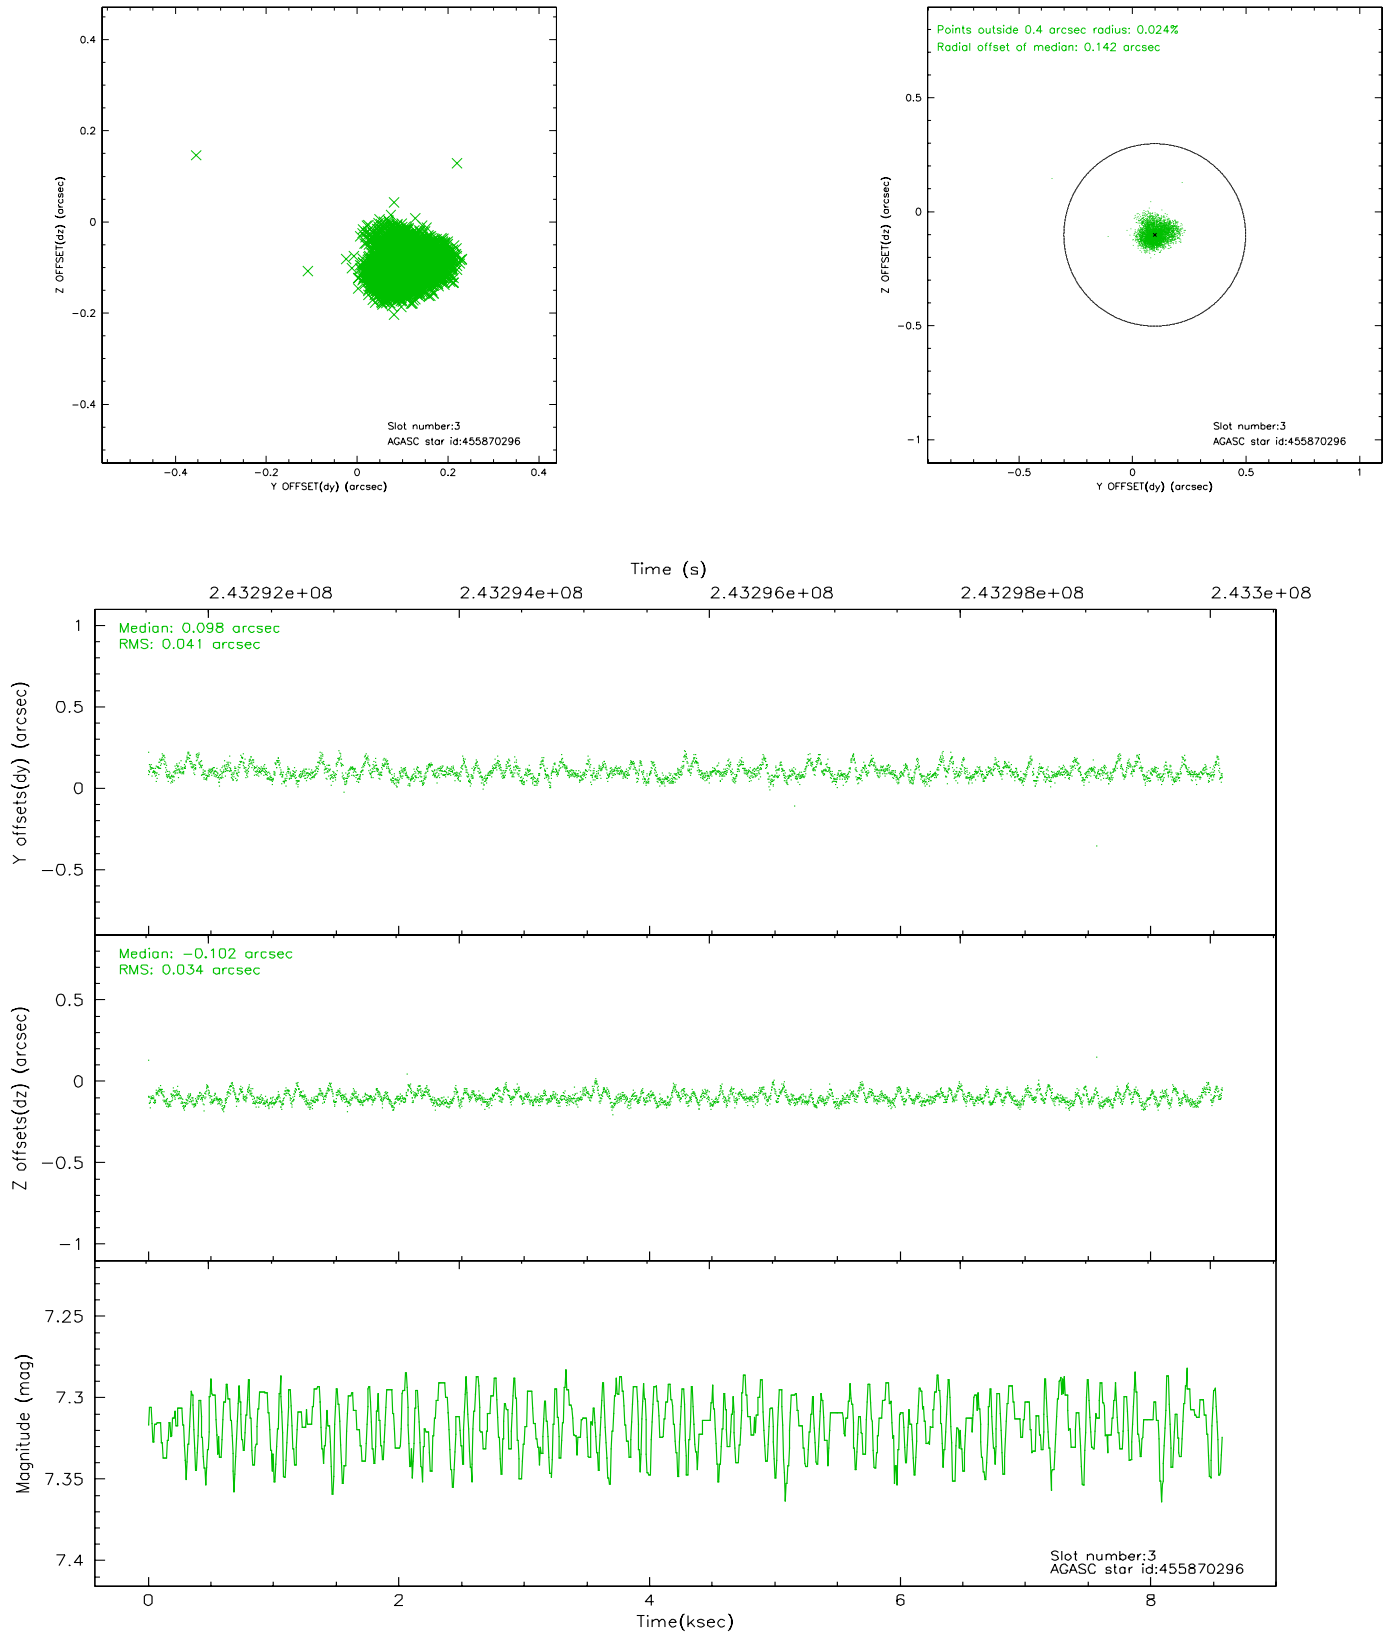 0.4
0.2
0
−0.2
−0.4
Z OFFSET(dz) (arcsec)
Slot number:3
AGASC star id:455870296
−0.4 −0.2 0 0.2 0.4
Y OFFSET(dy) (arcsec)
Points outside 0.4 arcsec radius: 0.024%
Radial offset of median: 0.142 arcsec
0.5
0
−0.5
−1
Z OFFSET(dz) (arcsec)
Slot number:3
AGASC star id:455870296
−0.5 0 0.5 1
Y OFFSET(dy) (arcsec)
Time (s)
2.43292e+08 2.43294e+08 2.43296e+08 2.43298e+08 2.433e+08
Median: 0.098 arcsec
RMS: 0.041 arcsec
1
0.5
0
−0.5
Y offsets(dy) (arcsec)
Median: −0.102 arcsec
RMS: 0.034 arcsec
0.5
0
−0.5
−1
Z offsets(dz) (arcsec)
7.25
7.3
7.35
7.4
Magnitude (mag)
Slot number:3
AGASC star id:455870296
0 2 4 6 8
Time(ksec)